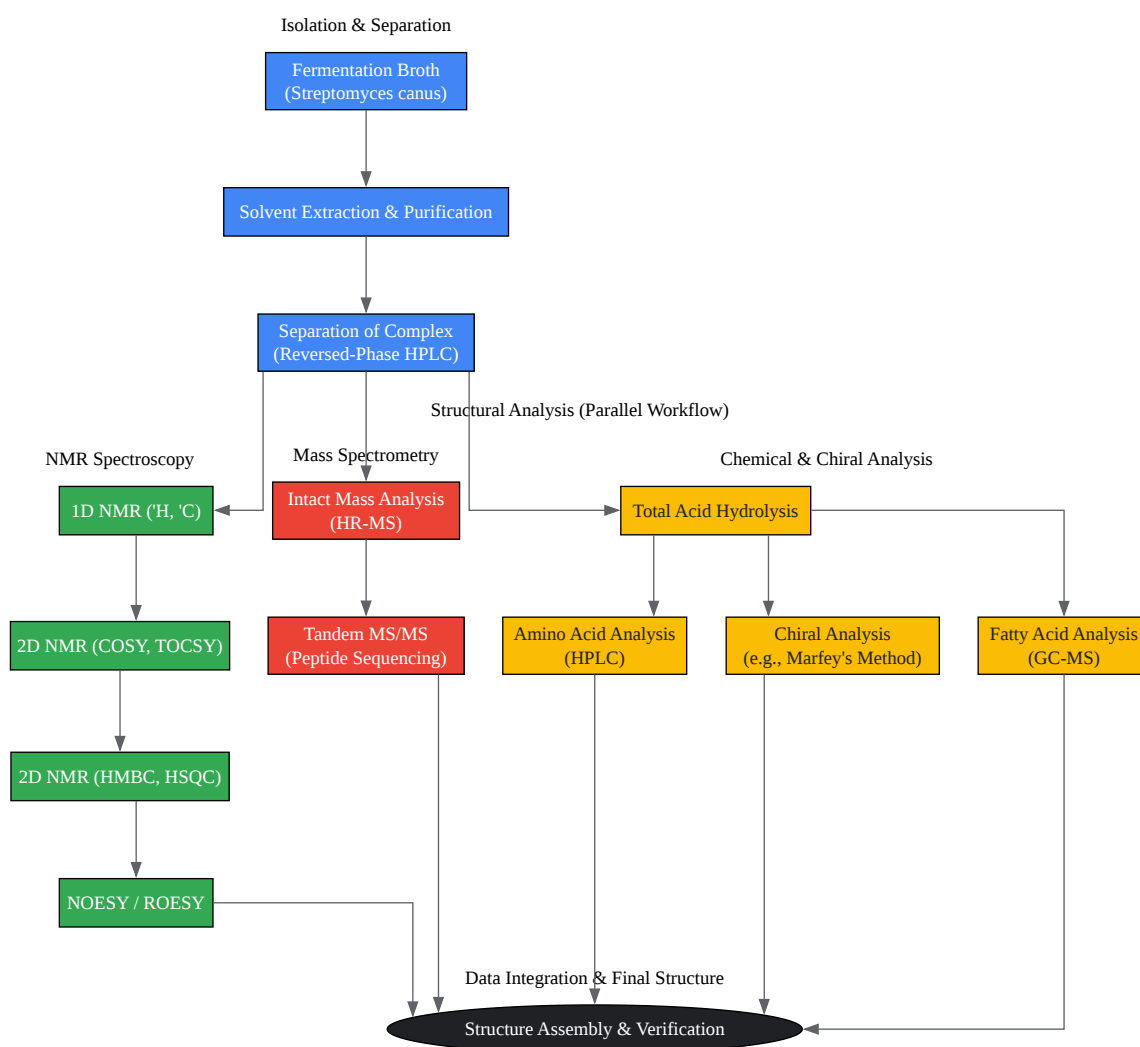 Isolation & Separation
Fermentation Broth
(Streptomyces canus)
Solvent Extraction & Purification
Separation of Complex
(Reversed-Phase HPLC)
Structural Analysis (Parallel Workflow)
NMR Spectroscopy
Mass Spectrometry
Chemical & Chiral Analysis
1D NMR ('H, 'C)
Intact Mass Analysis
(HR-MS)
Total Acid Hydrolysis
2D NMR (COSY, TOCSY)
Tandem MS/MS
(Peptide Sequencing)
Amino Acid Analysis
(HPLC)
Chiral Analysis
(e.g., Marfey's Method)
Fatty Acid Analysis
(GC-MS)
2D NMR (HMBC, HSQC)
NOESY / ROESY
Data Integration & Final Structure
Structure Assembly & Verification